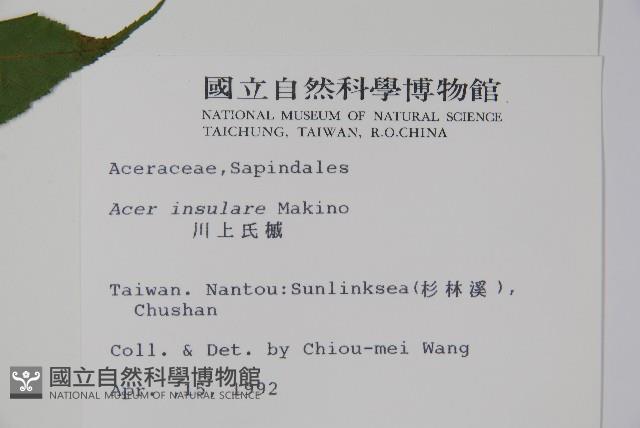 國立自然科學博物館
NATIONAL MUSEUM OF NATURAL SCIENCE
TAICHUNG, TAIWAN, R.O.CHINA
Aceraceae,Sapindales
Acer insulare Makino
川上氏槭
Taiwan. Nantou:Sunlinksea(杉林溪),
Chushan
Coll. & Det. by Chiou-mei Wang
Apr. 15, 1992
國立自然科學博物館
NATIONAL MUSEUM OF NATURAL SCIENCE